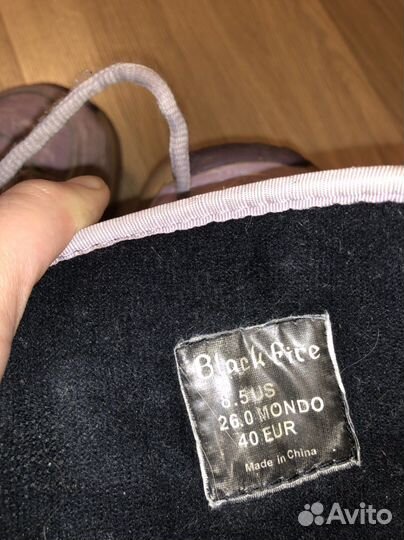 Black Fire
8.5 US
26.0 MONDO
40 EUR
Made in China
Avito